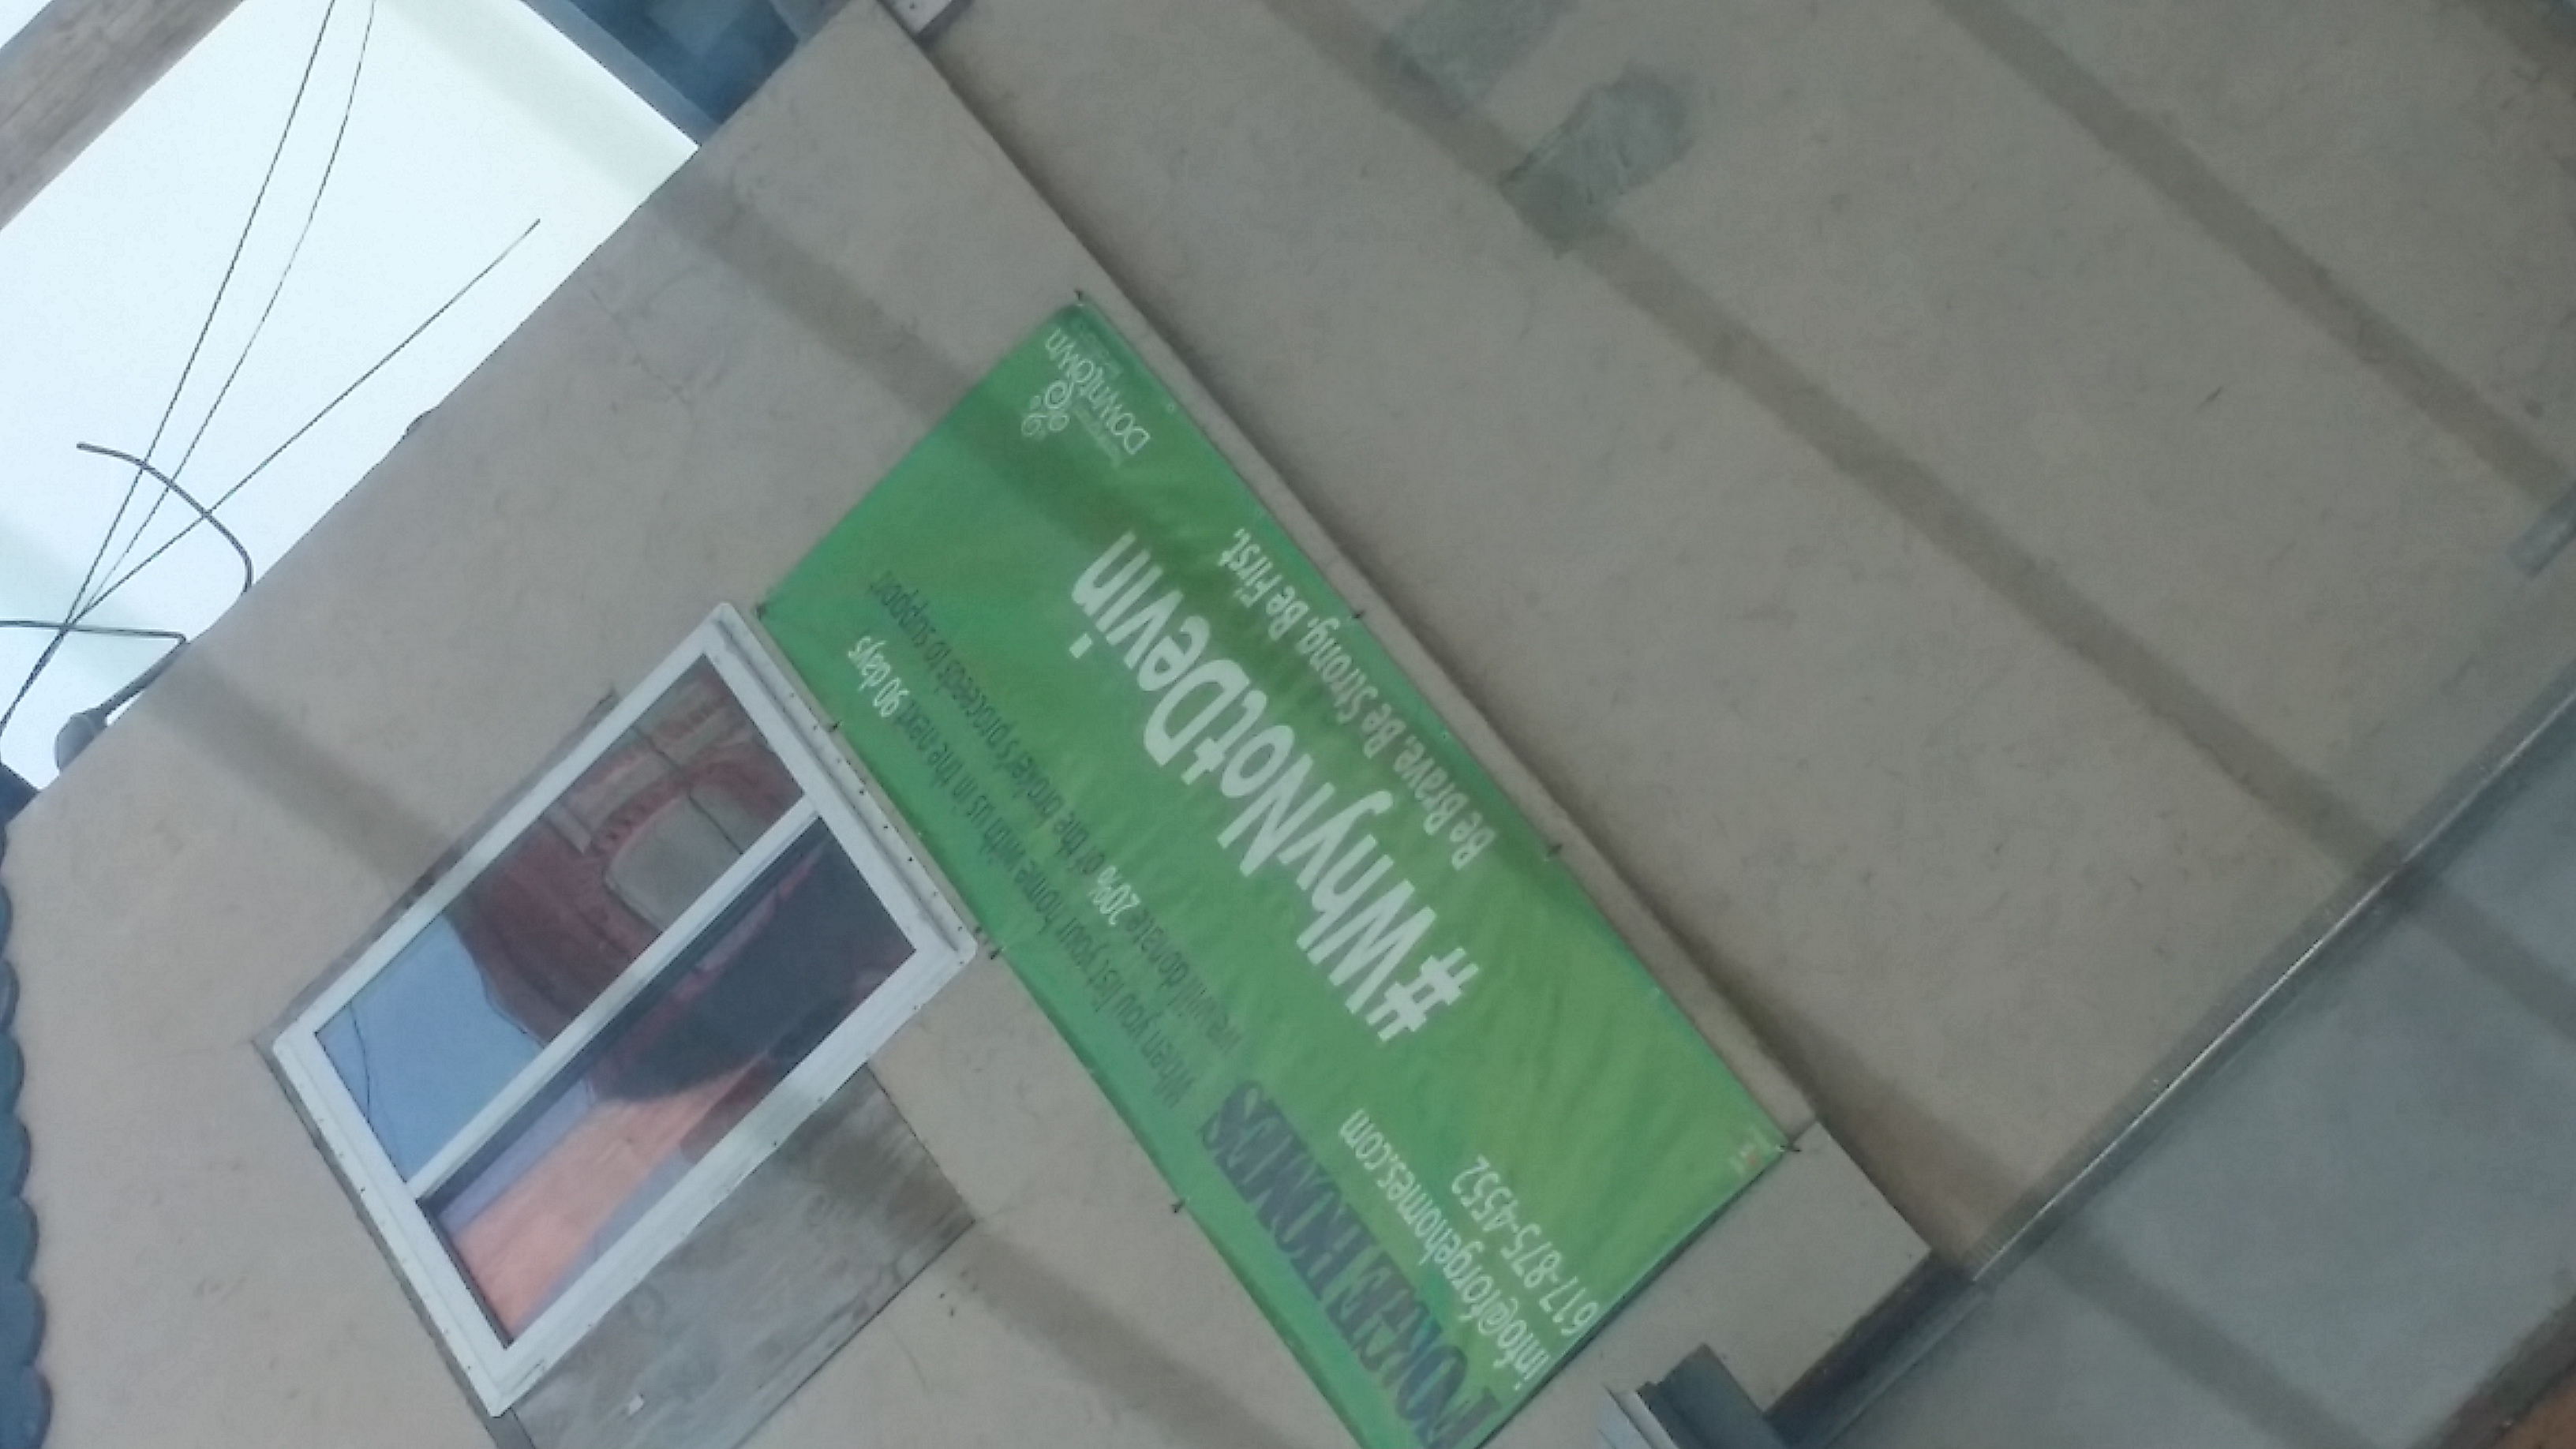 FORGE HOMES
info@forgehomes.com
617-875-4552
When you list your home with us in the next 90 days
we will donate 20% of the broker's proceeds to support
#WhyNotDevin
Be Brave. Be Strong. Be First.
DOWNTOWN